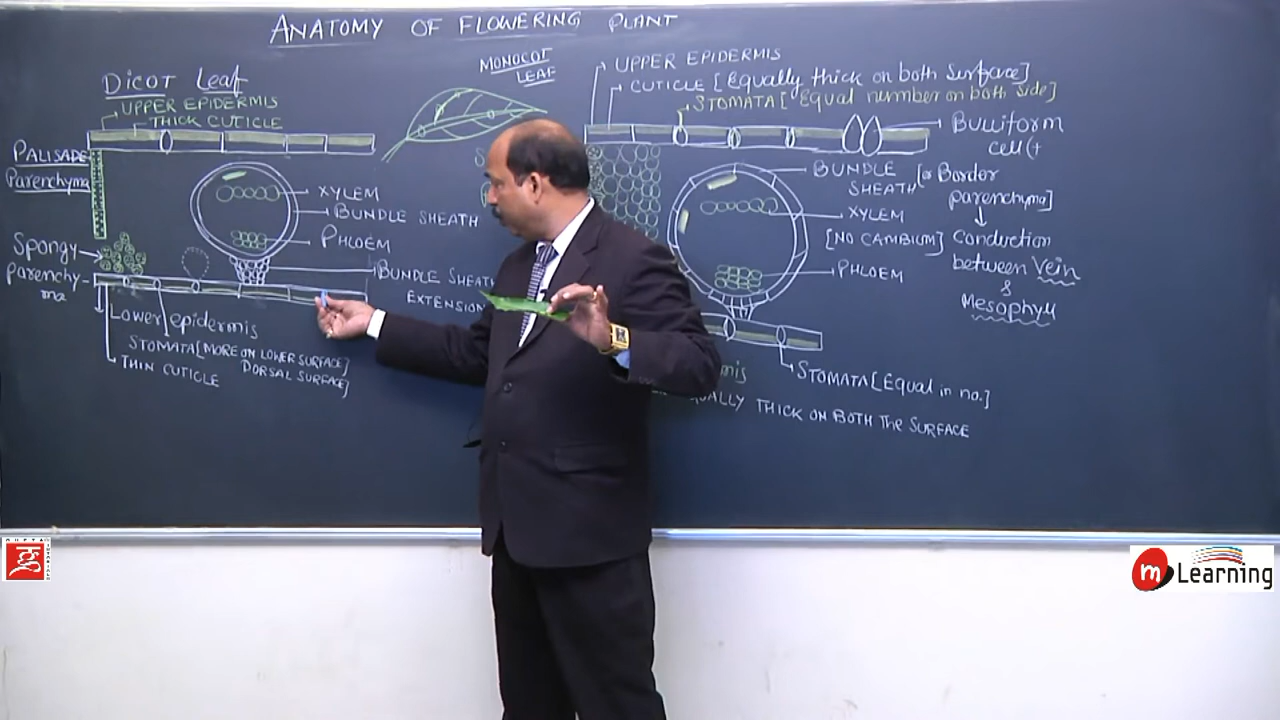 ANATOMY OF FLOWERING PLANT
DICOT Leaf
UPPER EPIDERMIS
THICK CUTICLE
PALISADE
Parenchyma
XYLEM
BUNDLE SHEATH
PHLOEM
Spongy
parenchy-
ma
BUNDLE SHEATH
EXTENSION
Lower epidermis
STOMATA [MORE ON LOWER SURFACE]
DORSAL SURFACE]
THIN CUTICLE
MONOCOT
LEAF
UPPER EPIDERMIS
CUTICLE [Equally thick on both Surface]
STOMATA [Equal number on both side]
Bulliform
cell (+
BUNDLE
SHEATH [or Border
parenchyma]
XYLEM
[NO CAMBIUM]
Conduction
between Vein
&
Mesophyll
PHLOEM
STOMATA [Equal in no.]
THICK ON BOTH THE SURFACE
m Learning